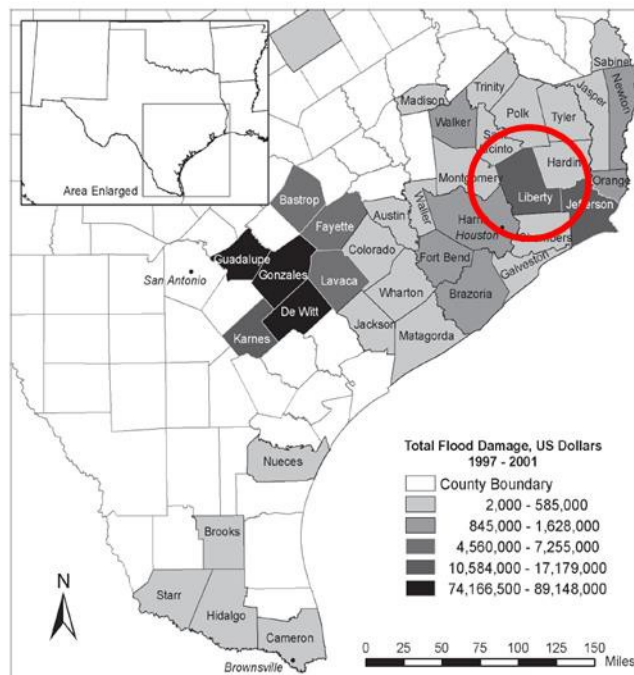 Area Enlarged
Sabine
Madison
Trinity
Jasper
Newton
Walker
Polk
Tyler
San
Jacinto
Hardin
Montgomery
Orange
Liberty
Jefferson
Bastrop
Fayette
Austin
Waller
Harris
Houston
Chambers
Colorado
Galveston
Guadalupe
San Antonio
Gonzales
Lavaca
Fort Bend
De Witt
Wharton
Brazoria
Karnes
Jackson
Matagorda
Nueces
Brooks
Starr
Hidalgo
Cameron
Brownsville
N
Total Flood Damage, US Dollars
1997 - 2001
County Boundary
2,000 - 585,000
845,000 - 1,628,000
4,560,000 - 7,255,000
10,584,000 - 17,179,000
74,166,500 - 89,148,000
0 25 50 75 100 125 150
Miles